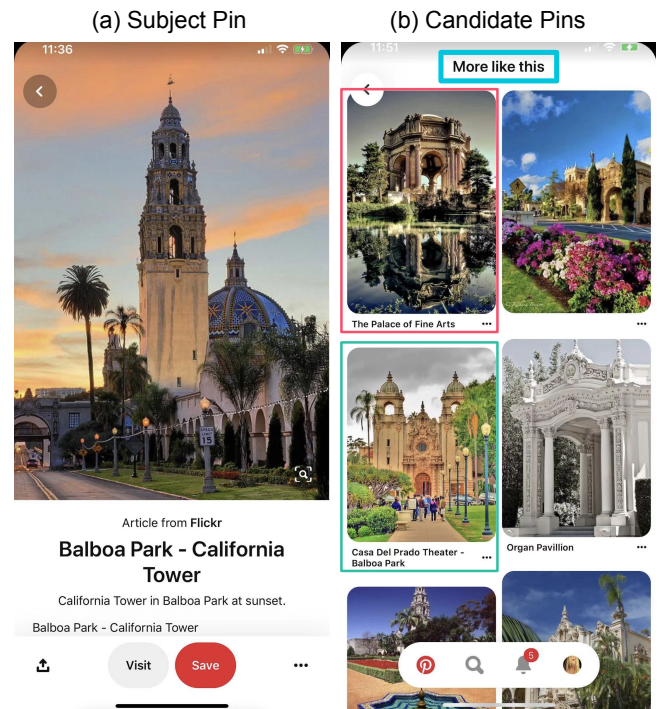 (a) Subject Pin
(b) Candidate Pins
11:36
SPEED
LIMIT
15
Article from Flickr
Balboa Park - California
Tower
California Tower in Balboa Park at sunset.
Balboa Park - California Tower
Visit
Save
11:51
More like this
The Palace of Fine Arts
Casa Del Prado Theater -
Balboa Park
Organ Pavillion
5